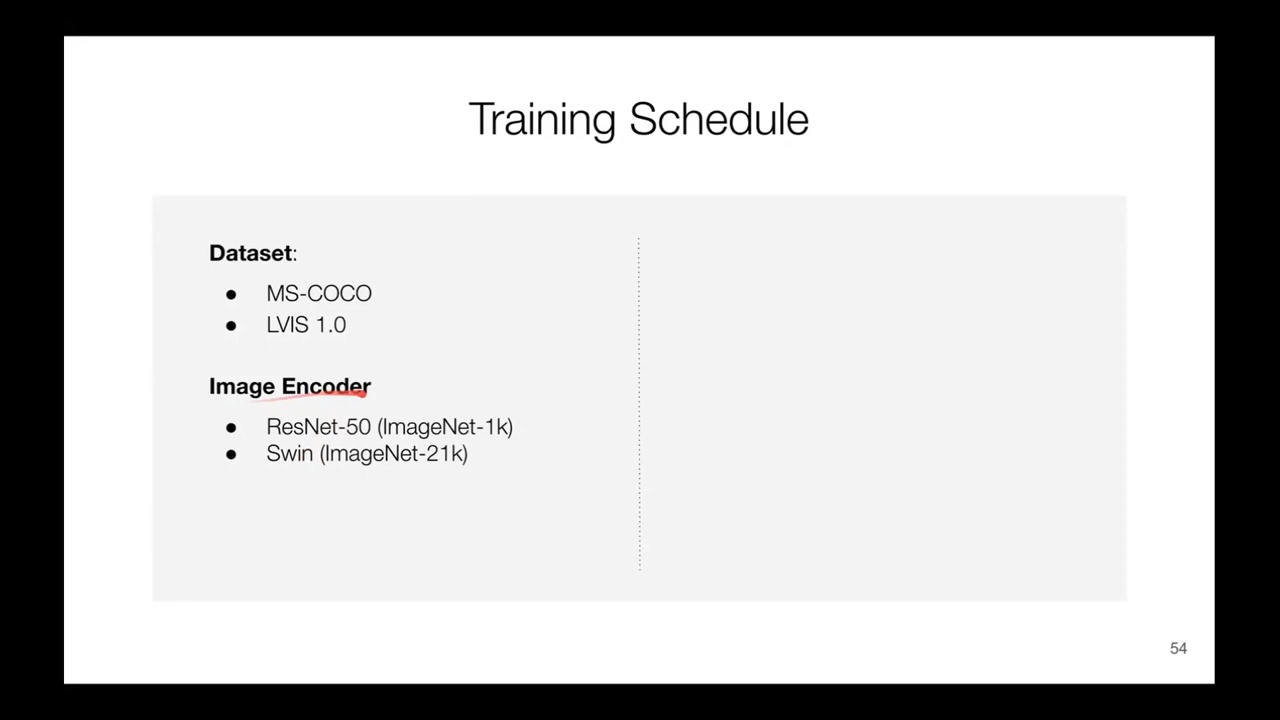 Training Schedule
Dataset:
● MS-COCO
● LVIS 1.0
Image Encoder
● ResNet-50 (ImageNet-1k)
● Swin (ImageNet-21k)
54